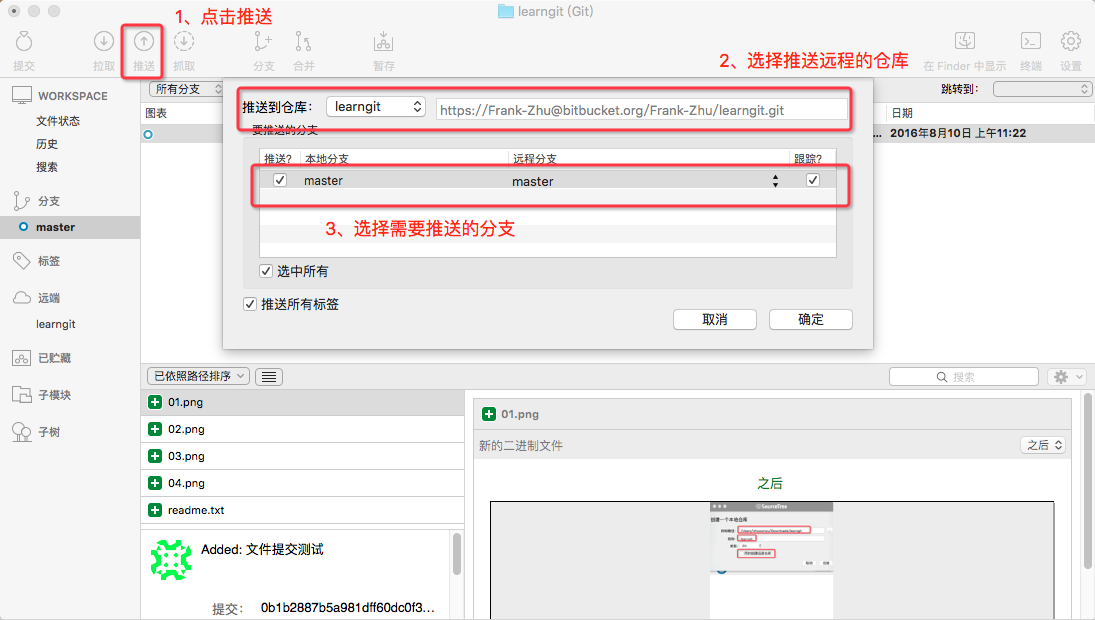 learngit (Git)
1、点击推送
提交
拉取
推送
抓取
分支
合并
暂存
2、选择推送远程的仓库
在 Finder 中显示
终端
设置
WORKSPACE
文件状态
历史
搜索
分支
master
标签
远端
learngit
已贮藏
子模块
子树
所有分支
跳转到:
图表
日期
... 2016年8月10日 上午11:22
推送到仓库: learngit https://Frank-Zhu@bitbucket.org/Frank-Zhu/learngit.git
要推送的分支
推送? 本地分支 远程分支 跟踪?
master master
3、选择需要推送的分支
选中所有
推送所有标签
取消 确定
已依照路径排序
搜索
01.png
02.png
03.png
04.png
readme.txt
Added: 文件提交测试
提交: 0b1b2887b5a981dff60dc0f3...
01.png
新的二进制文件
之后
之后
SourceTree
创建一个本地仓库